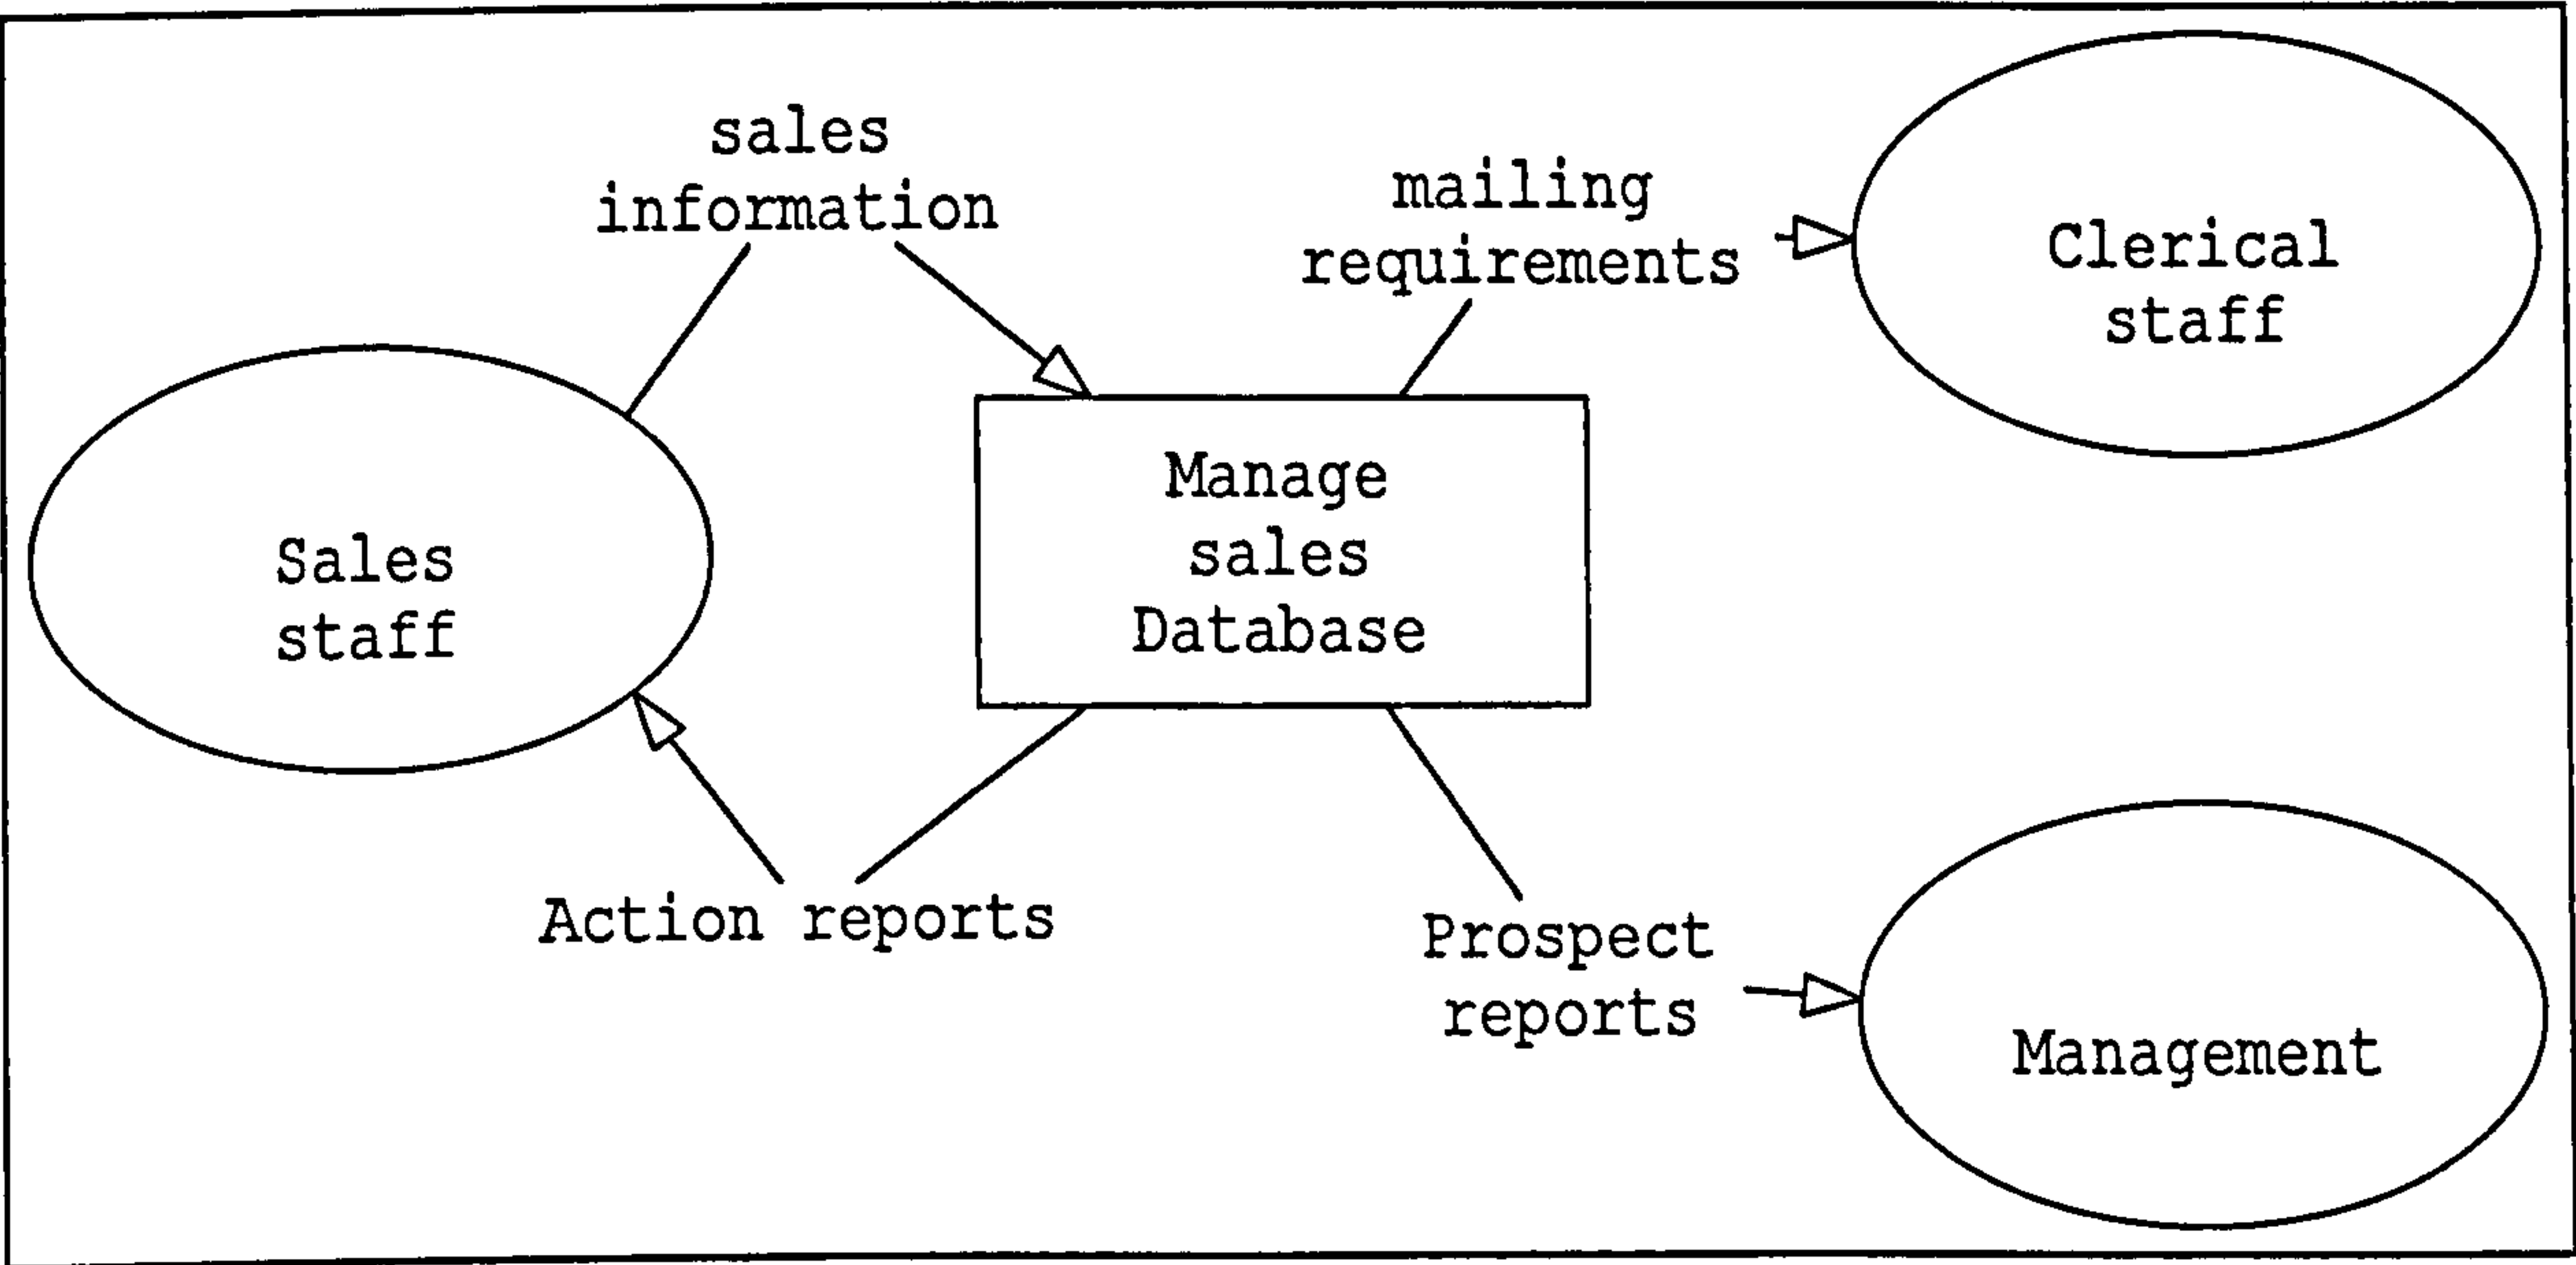 sales
information
mailing
requirements
Clerical
staff
Sales
staff
Manage
sales
Database
Action reports
Prospect
reports
Management